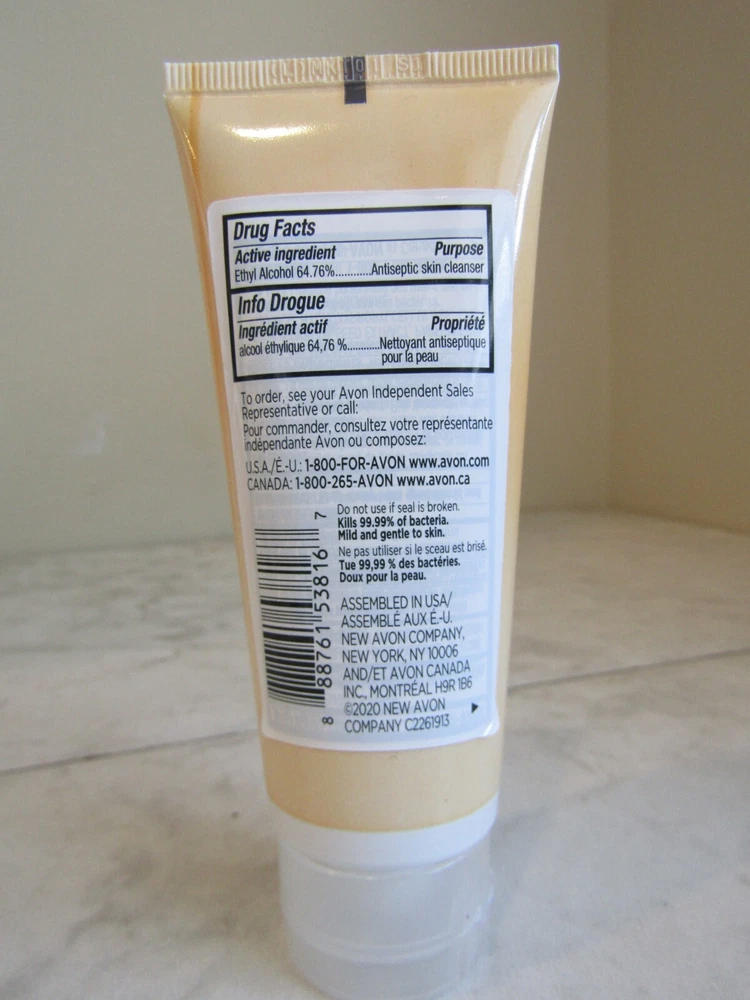 Drug Facts
Active ingredient Purpose
Ethyl Alcohol 64.76%............Antiseptic skin cleanser
Info Drogue
Ingrédient actif Propriété
alcool éthylique 64,76 %...........Nettoyant antiseptique
pour la peau
To order, see your Avon Independent Sales
Representative or call:
Pour commander, consultez votre représentante
indépendante Avon ou composez:
U.S.A./É.-U.: 1-800-FOR-AVON www.avon.com
CANADA: 1-800-265-AVON www.avon.ca
Do not use if seal is broken.
Kills 99.99% of bacteria.
Mild and gentle to skin.
Ne pas utiliser si le sceau est brisé.
Tue 99,99 % des bactéries.
Doux pour la peau.
8 88761 53816 7
ASSEMBLED IN USA/
ASSEMBLÉ AUX É.-U.
NEW AVON COMPANY,
NEW YORK, NY 10006
AND/ET AVON CANADA
INC., MONTRÉAL H9R 1B6
©2020 NEW AVON
COMPANY C2261913